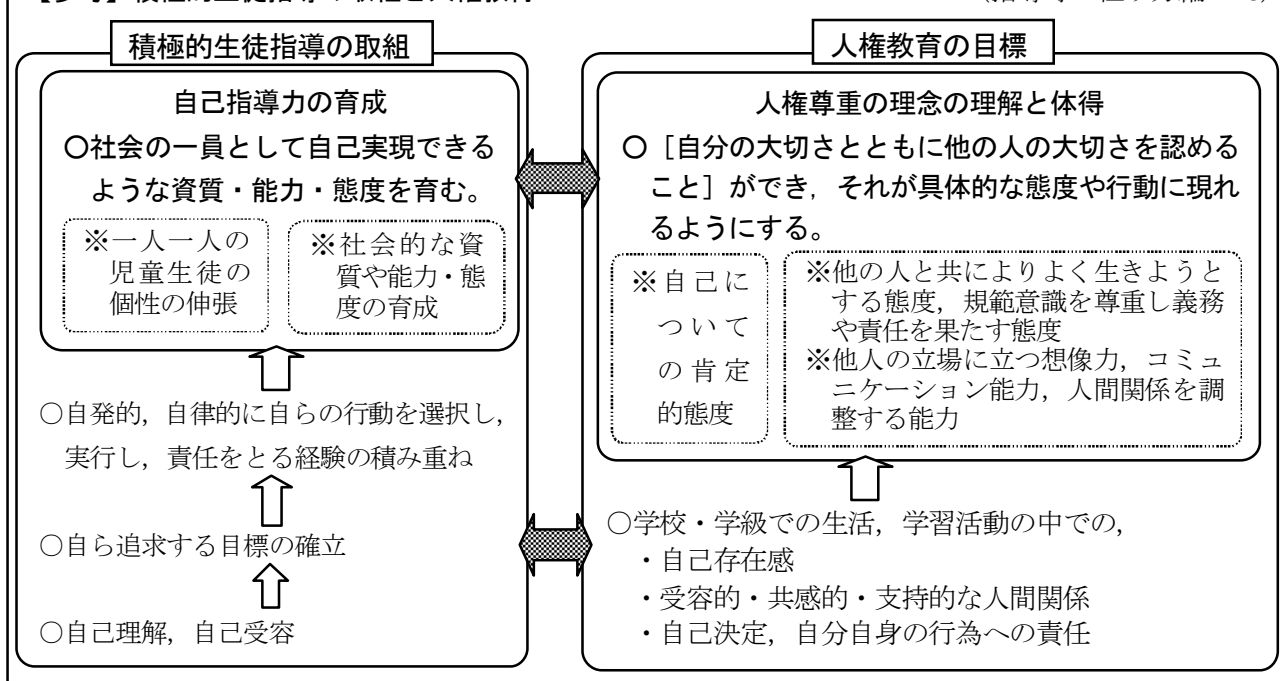 積極的生徒指導の取組
自己指導力の育成
○社会の一員として自己実現できる
ような資質・能力・態度を育む。
※一人一人の
児童生徒の
個性の伸張
※社会的な資
質や能力・態
度の育成
○自発的，自律的に自らの行動を選択し，
実行し，責任をとる経験の積み重ね
○自ら追求する目標の確立
○自己理解，自己受容
人権教育の目標
人権尊重の理念の理解と体得
○［自分の大切さとともに他の人の大切さを認める
こと］ができ，それが具体的な態度や行動に現れ
るようにする。
※自己に
ついて
の肯定
的態度
※他の人と共によりよく生きようと
する態度，規範意識を尊重し義務
や責任を果たす態度
※他人の立場に立つ想像力，コミュ
ニケーション能力，人間関係を調
整する能力
○学校・学級での生活，学習活動の中での，
・自己存在感
・受容的・共感的・支持的な人間関係
・自己決定，自分自身の行為への責任